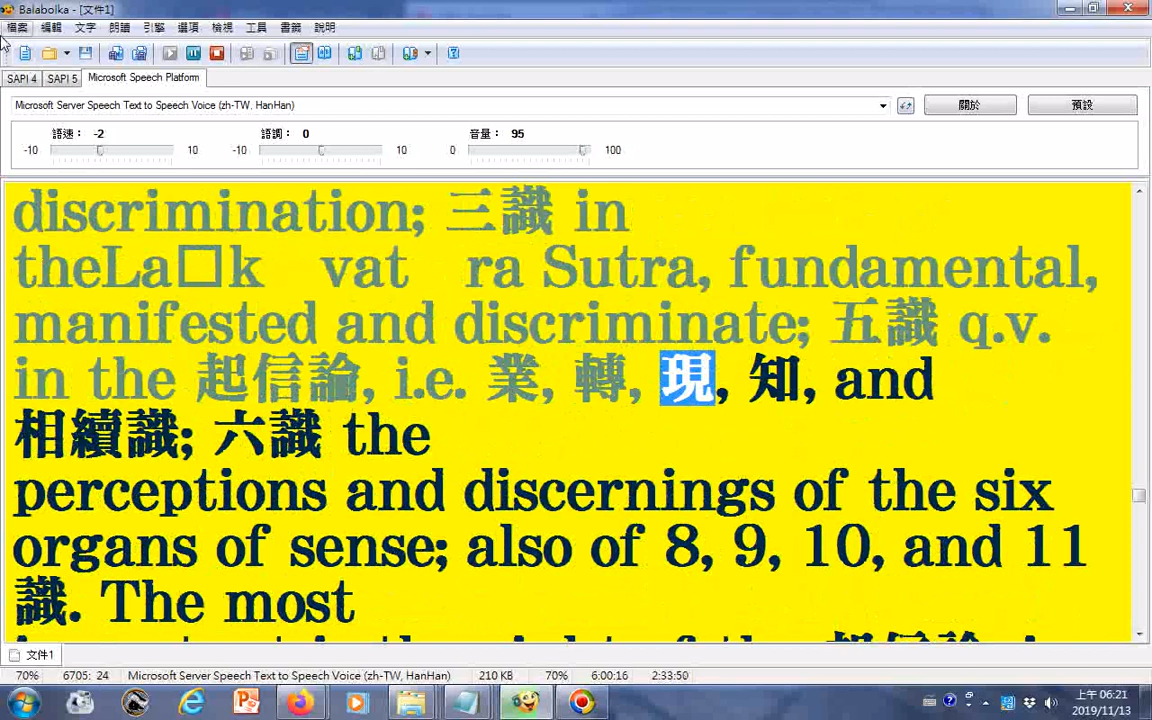 Balabolka - [文件1]
檔案 編輯 文字 朗讀 引擎 選項 檢視 工具 書籤 說明
SAPI 4 SAPI 5 Microsoft Speech Platform
Microsoft Server Speech Text to Speech Voice (zh-TW, HanHan) 關於 預設
語速： -2 語調： 0 音量： 95
-10 10 -10 10 0 100
discrimination; 三識 in
theLa□k vat ra Sutra, fundamental,
manifested and discriminate; 五識 q.v.
in the 起信論, i.e. 業, 轉, 現, 知, and
相續識; 六識 the
perceptions and discernings of the six
organs of sense; also of 8, 9, 10, and 11
識. The most
文件1
70% 6705: 24 Microsoft Server Speech Text to Speech Voice (zh-TW, HanHan) 210 KB 70% 6:00:16 2:33:50
上午 06:21
2019/11/13